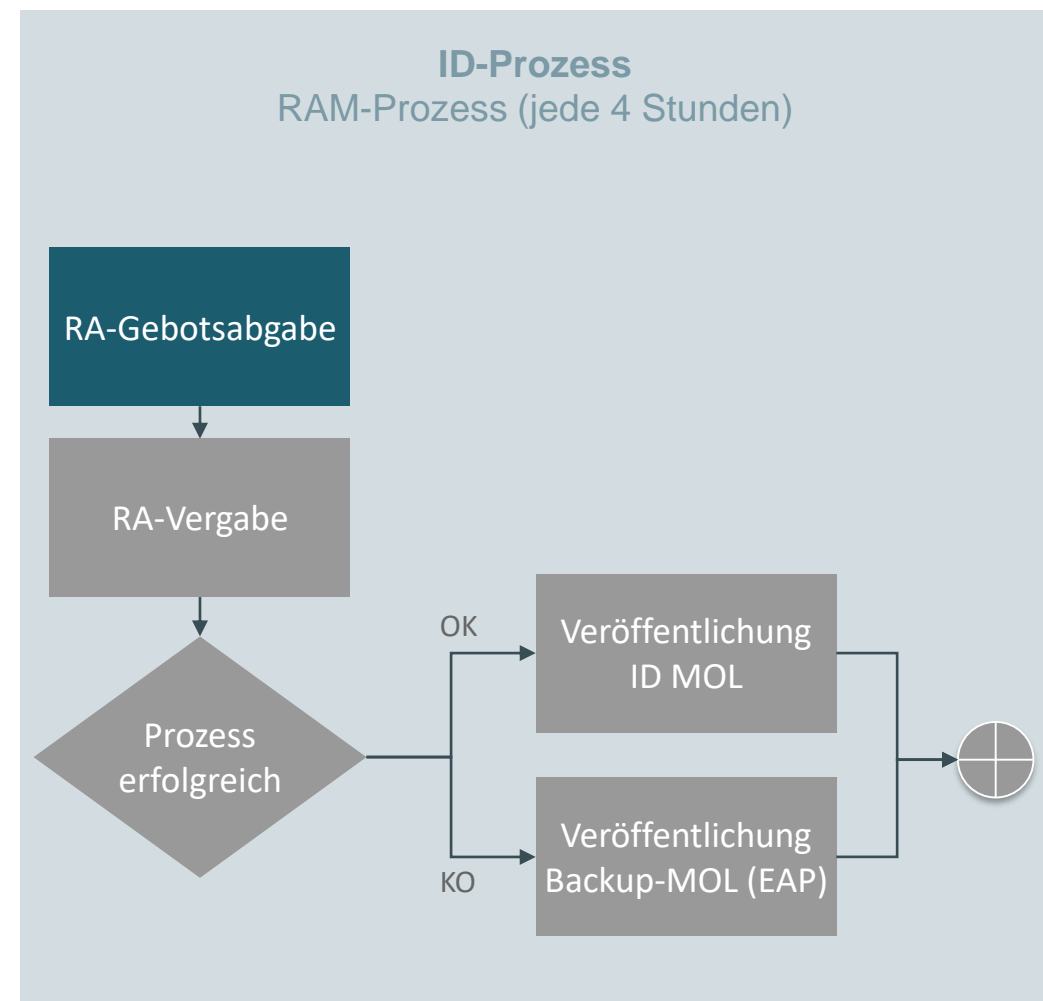 ID-Prozess
RAM-Prozess (jede 4 Stunden)
RA-Gebotsabgabe
RA-Vergabe
Prozess
erfolgreich
OK
Veröffentlichung
ID MOL
KO
Veröffentlichung
Backup-MOL (EAP)